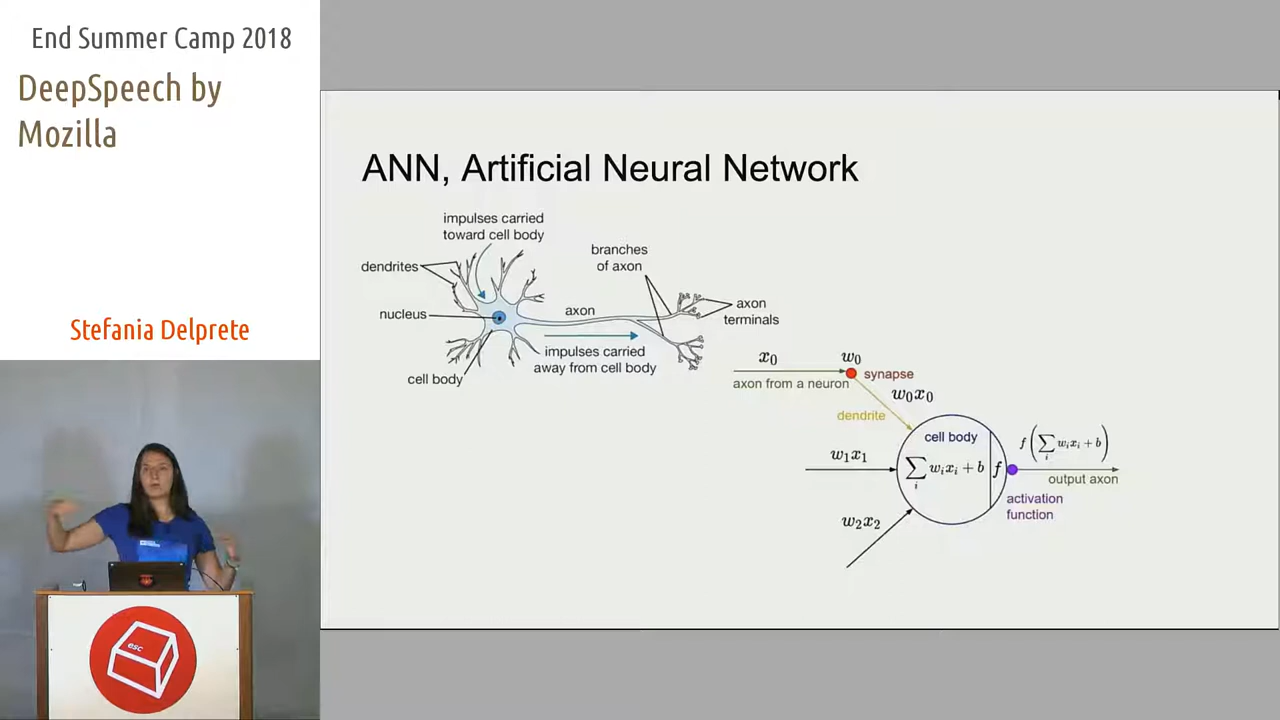 End Summer Camp 2018
DeepSpeech by
Mozilla
Stefania Delprete
esc
ANN, Artificial Neural Network
impulses carried
toward cell body
dendrites
nucleus
cell body
axon
impulses carried
away from cell body
branches
of axon
axon
terminals
x₀
w₀
axon from a neuron
synapse
w₀x₀
dendrite
cell body
w₁x₁
∑ᵢ wᵢxᵢ + b
f
f(∑ᵢ wᵢxᵢ + b)
output axon
activation
function
w₂x₂